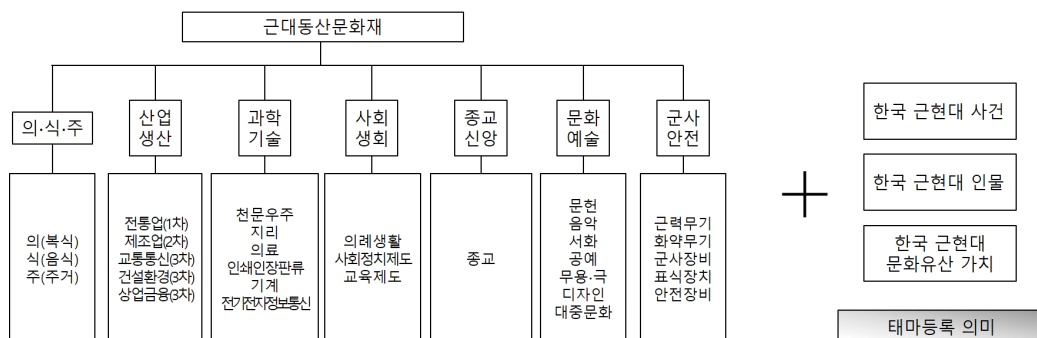 근대동산문화재
의·식·주
산업
생산
과학
기술
사회
생회
종교
신앙
문화
예술
군사
안전
의(복식)
식(음식)
주(주거)
전통업(1차)
제조업(2차)
교통통신(3차)
건설환경(3차)
상업금융(3차)
천문우주
지리
의료
인쇄인장판류
기계
전기전자정보통신
의례생활
사회정치제도
교육제도
종교
문헌
음악
서화
공예
무용·극
디자인
대중문화
근력무기
화약무기
군사장비
표식장치
안전장비
한국 근현대 사건
한국 근현대 인물
한국 근현대
문화유산 가치
태마등록 의미